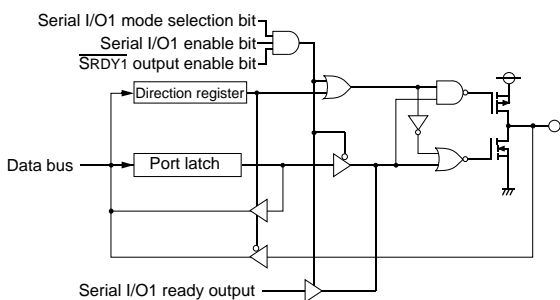 Serial I/O1 mode selection bit
Serial I/O1 enable bit
S̅R̅D̅Y̅1̅ output enable bit
Direction register
Data bus
Port latch
Serial I/O1 ready output